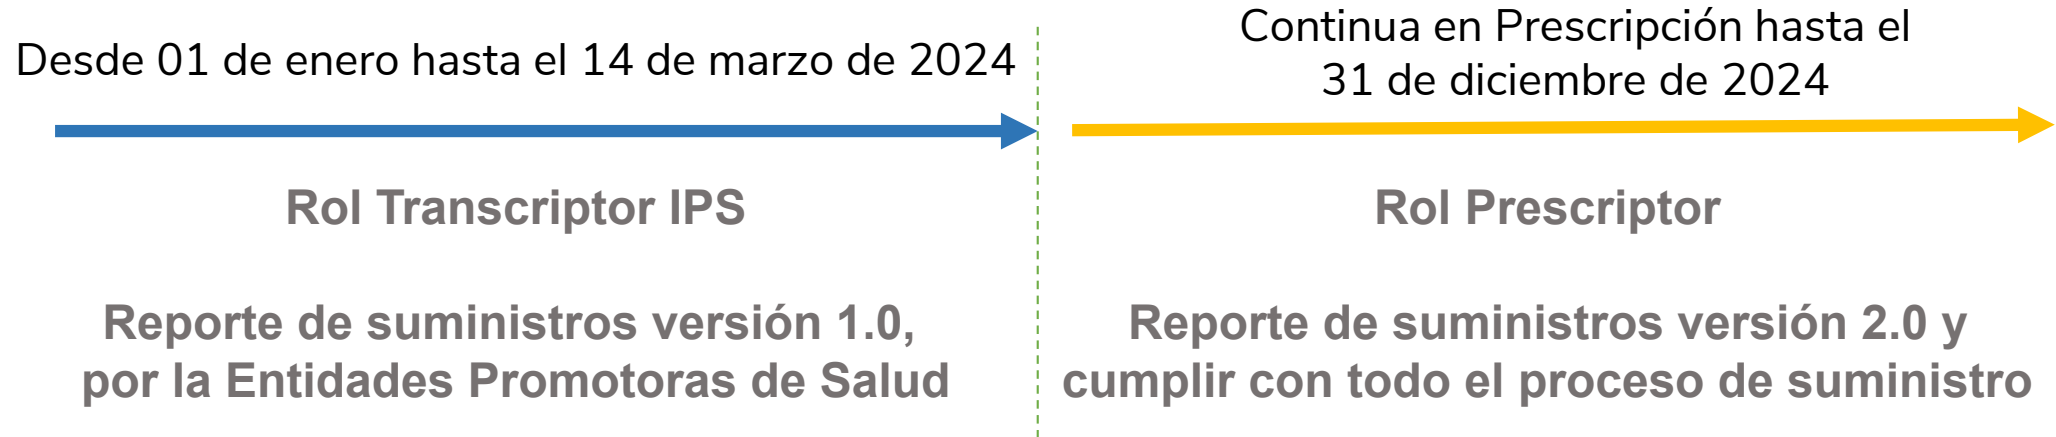 Desde 01 de enero hasta el 14 de marzo de 2024
Rol Transcriptor IPS
Reporte de suministros versión 1.0,
por la Entidades Promotoras de Salud
Continua en Prescripción hasta el
31 de diciembre de 2024
Rol Prescriptor
Reporte de suministros versión 2.0 y
cumplir con todo el proceso de suministro